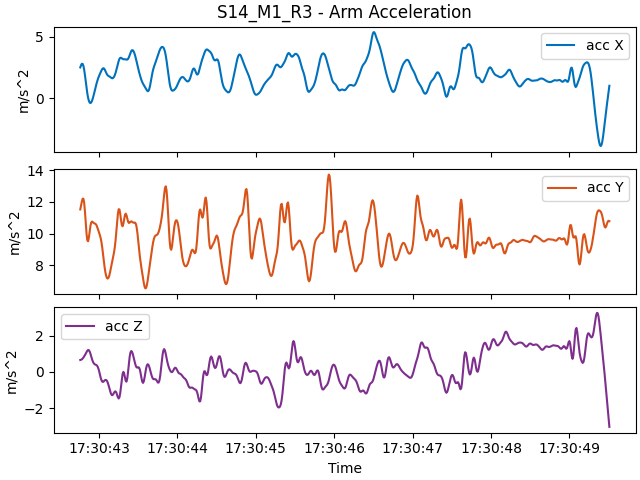 S14_M1_R3 - Arm Acceleration
5
0
m/s^2
acc X
14
12
10
8
m/s^2
acc Y
2
0
−2
m/s^2
acc Z
17:30:43 17:30:44 17:30:45 17:30:46 17:30:47 17:30:48 17:30:49
Time